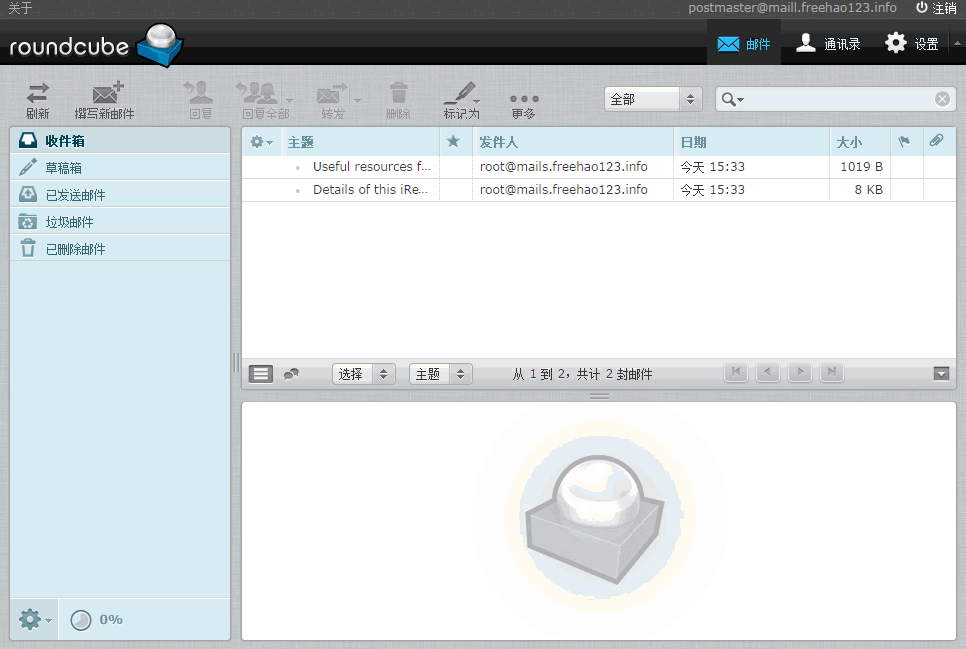 关于 postmaster@maill.freehao123.info 注销
roundcube 邮件 通讯录 设置
刷新 撰写新邮件 回复 回复全部 转发 删除 标记为 更多 全部
收件箱
草稿箱
已发送邮件
垃圾邮件
已删除邮件
主题 发件人 日期 大小
Useful resources f... root@mails.freehao123.info 今天 15:33 1019 B
Details of this iRe... root@mails.freehao123.info 今天 15:33 8 KB
选择 主题 从 1 到 2，共计 2 封邮件
0%